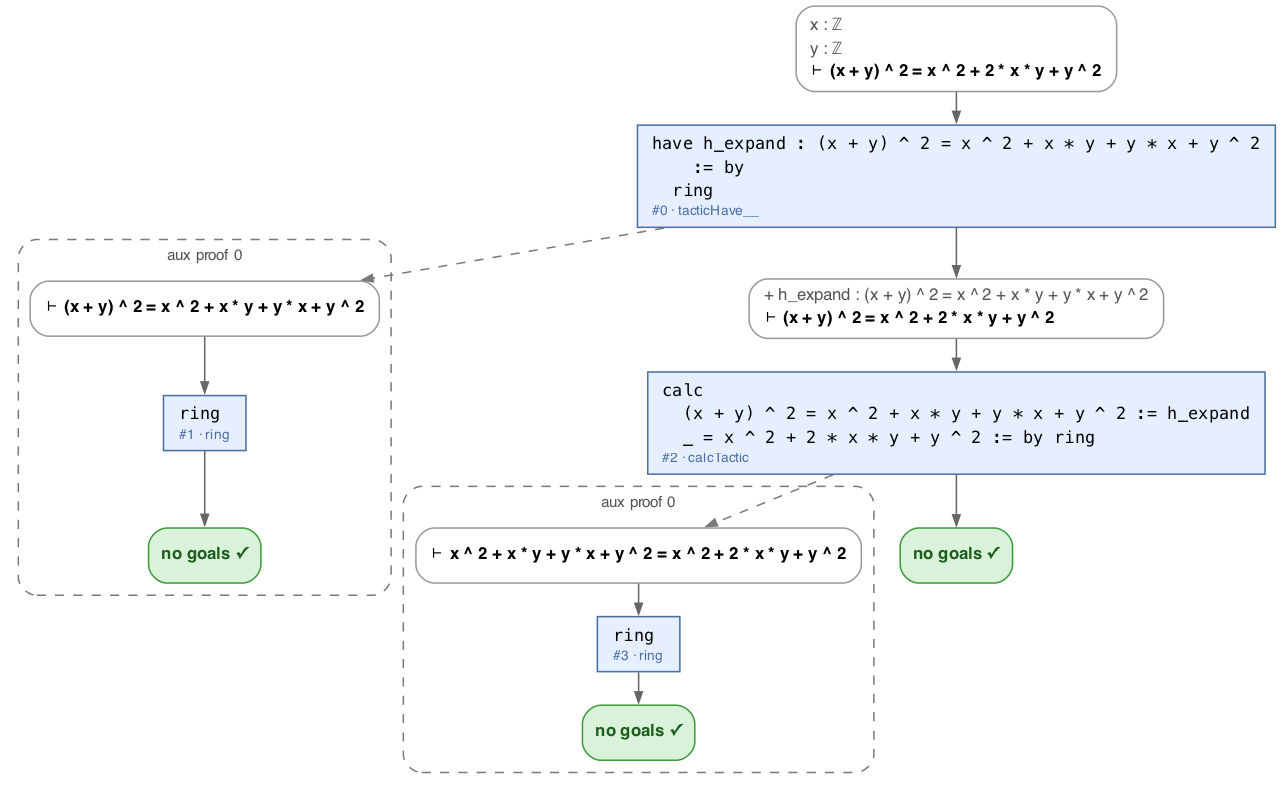 x : ℤ
y : ℤ
⊢ (x + y) ^ 2 = x ^ 2 + 2 * x * y + y ^ 2
have h_expand : (x + y) ^ 2 = x ^ 2 + x * y + y * x + y ^ 2
:= by
ring
#0 · tacticHave__
aux proof 0
⊢ (x + y) ^ 2 = x ^ 2 + x * y + y * x + y ^ 2
ring
#1 · ring
no goals ✓
+ h_expand : (x + y) ^ 2 = x ^ 2 + x * y + y * x + y ^ 2
⊢ (x + y) ^ 2 = x ^ 2 + 2 * x * y + y ^ 2
calc
(x + y) ^ 2 = x ^ 2 + x * y + y * x + y ^ 2 := h_expand
_ = x ^ 2 + 2 * x * y + y ^ 2 := by ring
#2 · calcTactic
aux proof 0
⊢ x ^ 2 + x * y + y * x + y ^ 2 = x ^ 2 + 2 * x * y + y ^ 2
ring
#3 · ring
no goals ✓
no goals ✓